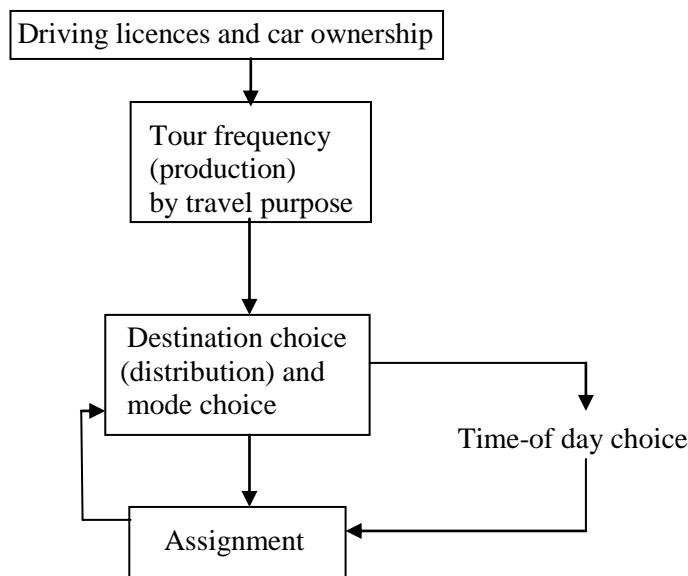 Driving licences and car ownership
Tour frequency
(production)
by travel purpose
Destination choice
(distribution) and
mode choice
Time-of day choice
Assignment